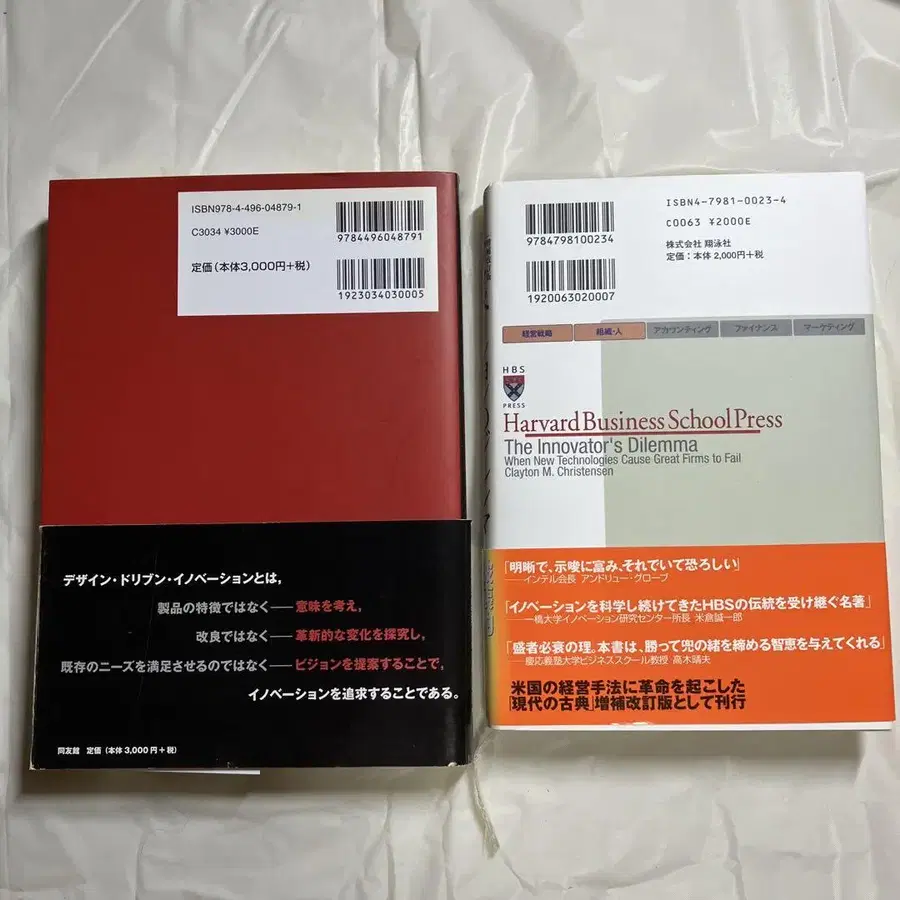 ISBN978-4-496-04879-1
C3034 ¥3000E
定価(本体3,000円+税)
9784496048791
1923034030005
デザイン・ドリブン・イノベーションとは,
製品の特徴ではなく——意味を考え,
改良ではなく——革新的な変化を探究し,
既存のニーズを満足させるのではなく——ビジョンを提案することで,
イノベーションを追求することである。
同友館 定価(本体3,000円+税)
9784798100234
1920063020007
ISBN4-7981-0023-4
C0063 ¥2000E
株式会社 翔泳社
定価:本体2,000円+税
経営戦略
組織・人
アカウンティング
ファイナンス
マーケティング
HBS
PRESS
Harvard Business School Press
The Innovator's Dilemma
When New Technologies Cause Great Firms to Fail
Clayton M. Christensen
「明晰で、示唆に富み、それでいて恐ろしい」
——インテル会長 アンドリュー・グローブ
「イノベーションを科学し続けてきたHBSの伝統を受け継ぐ名著」
——一橋大学イノベーション研究センター所長 米倉誠一郎
「盛者必衰の理。本書は、勝って兜の緒を締める智恵を与えてくれる」
——慶応義塾大学ビジネススクール教授 高木晴夫
米国の経営手法に革命を起こした
「現代の古典」増補改訂版として刊行